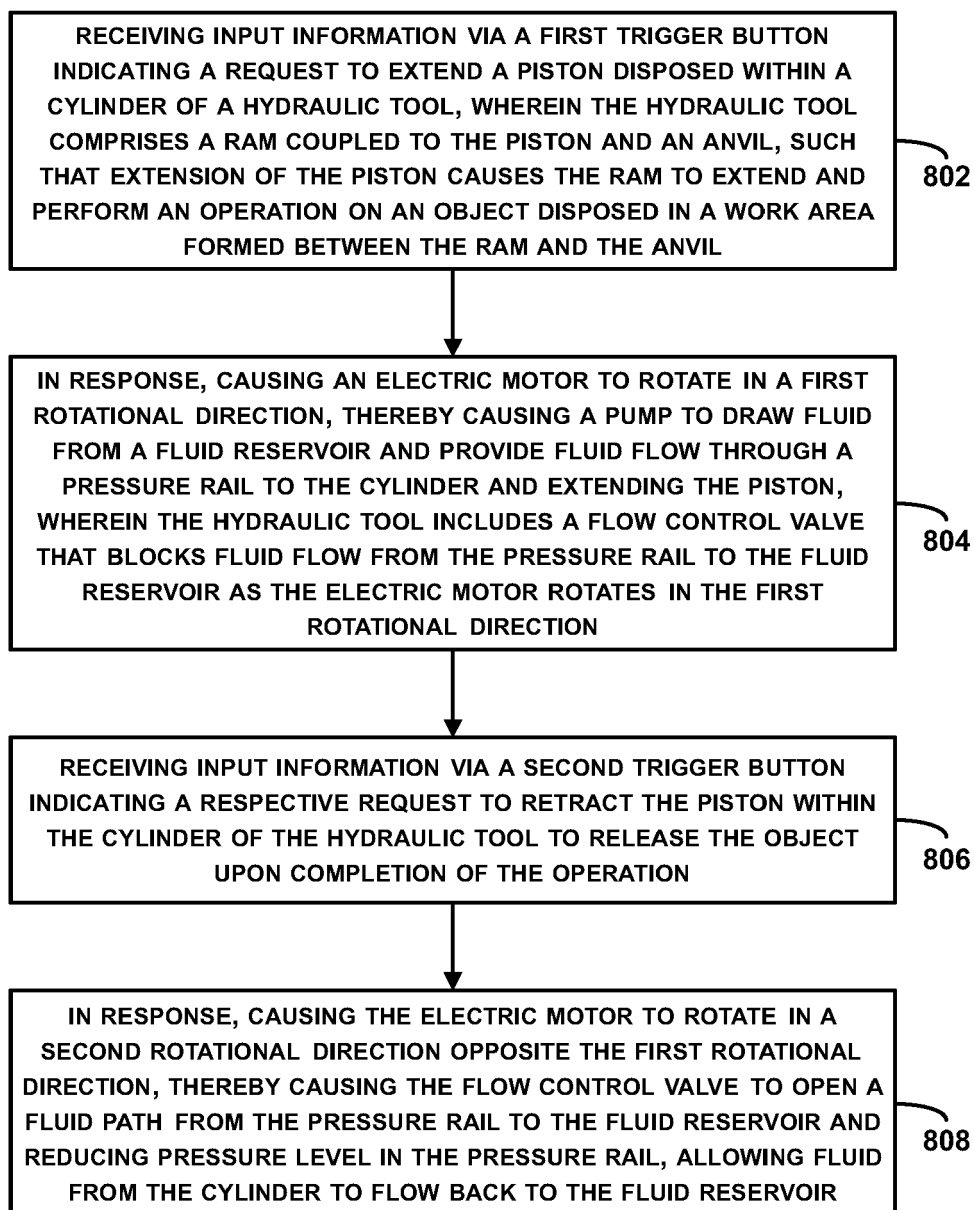 RECEIVING INPUT INFORMATION VIA A FIRST TRIGGER BUTTON
INDICATING A REQUEST TO EXTEND A PISTON DISPOSED WITHIN A
CYLINDER OF A HYDRAULIC TOOL, WHEREIN THE HYDRAULIC TOOL
COMPRISES A RAM COUPLED TO THE PISTON AND AN ANVIL, SUCH
THAT EXTENSION OF THE PISTON CAUSES THE RAM TO EXTEND AND
PERFORM AN OPERATION ON AN OBJECT DISPOSED IN A WORK AREA
FORMED BETWEEN THE RAM AND THE ANVIL
802
IN RESPONSE, CAUSING AN ELECTRIC MOTOR TO ROTATE IN A FIRST
ROTATIONAL DIRECTION, THEREBY CAUSING A PUMP TO DRAW FLUID
FROM A FLUID RESERVOIR AND PROVIDE FLUID FLOW THROUGH A
PRESSURE RAIL TO THE CYLINDER AND EXTENDING THE PISTON,
WHEREIN THE HYDRAULIC TOOL INCLUDES A FLOW CONTROL VALVE
THAT BLOCKS FLUID FLOW FROM THE PRESSURE RAIL TO THE FLUID
RESERVOIR AS THE ELECTRIC MOTOR ROTATES IN THE FIRST
ROTATIONAL DIRECTION
804
RECEIVING INPUT INFORMATION VIA A SECOND TRIGGER BUTTON
INDICATING A RESPECTIVE REQUEST TO RETRACT THE PISTON WITHIN
THE CYLINDER OF THE HYDRAULIC TOOL TO RELEASE THE OBJECT
UPON COMPLETION OF THE OPERATION
806
IN RESPONSE, CAUSING THE ELECTRIC MOTOR TO ROTATE IN A
SECOND ROTATIONAL DIRECTION OPPOSITE THE FIRST ROTATIONAL
DIRECTION, THEREBY CAUSING THE FLOW CONTROL VALVE TO OPEN A
FLUID PATH FROM THE PRESSURE RAIL TO THE FLUID RESERVOIR AND
REDUCING PRESSURE LEVEL IN THE PRESSURE RAIL, ALLOWING FLUID
FROM THE CYLINDER TO FLOW BACK TO THE FLUID RESERVOIR
808